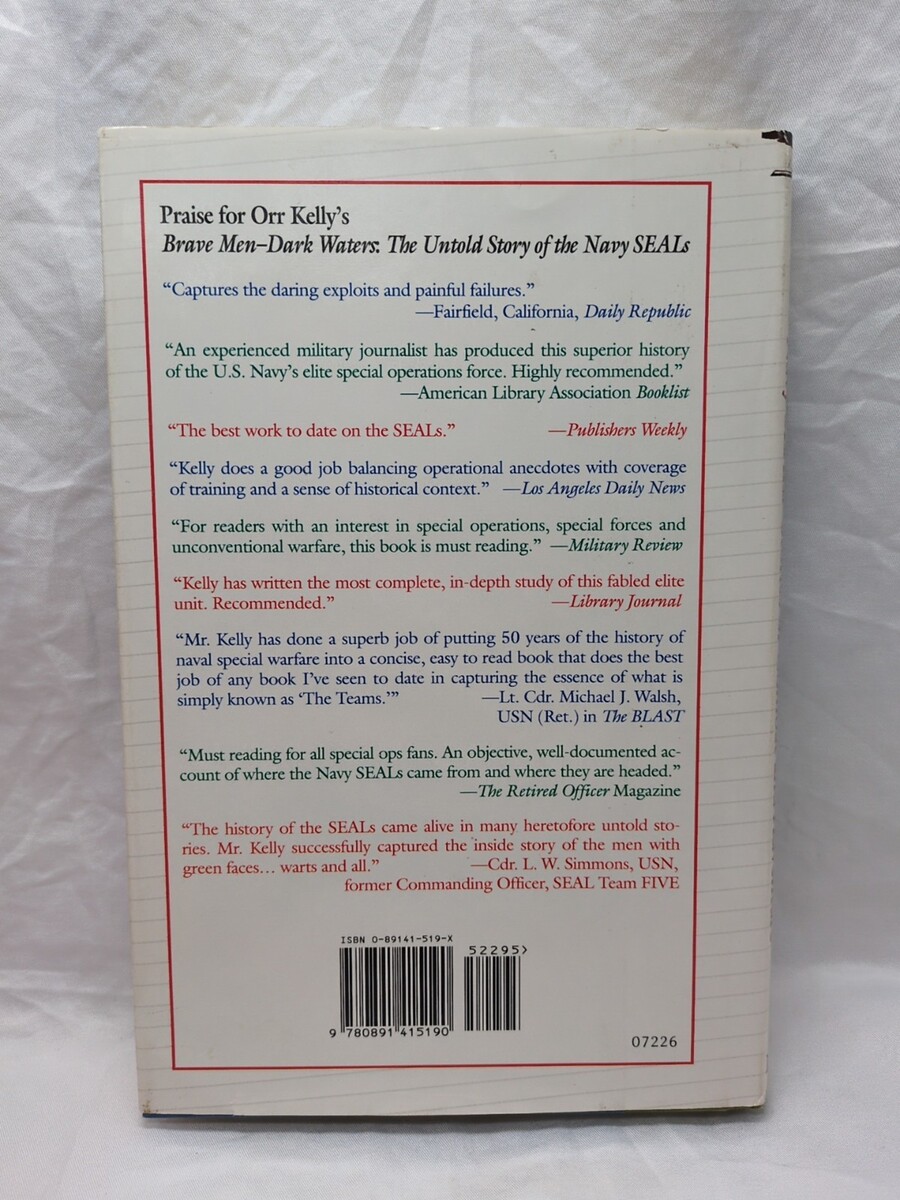 Praise for Orr Kelly's
Brave Men–Dark Waters: The Untold Story of the Navy SEALs
“Captures the daring exploits and painful failures.”
—Fairfield, California, Daily Republic
“An experienced military journalist has produced this superior history
of the U.S. Navy’s elite special operations force. Highly recommended.”
—American Library Association Booklist
“The best work to date on the SEALs.” —Publishers Weekly
“Kelly does a good job balancing operational anecdotes with coverage
of training and a sense of historical context.” —Los Angeles Daily News
“For readers with an interest in special operations, special forces and
unconventional warfare, this book is must reading.” —Military Review
“Kelly has written the most complete, in-depth study of this fabled elite
unit. Recommended.” —Library Journal
“Mr. Kelly has done a superb job of putting 50 years of the history of
naval special warfare into a concise, easy to read book that does the best
job of any book I’ve seen to date in capturing the essence of what is
simply known as ‘The Teams.’” —Lt. Cdr. Michael J. Walsh,
USN (Ret.) in The BLAST
“Must reading for all special ops fans. An objective, well-documented ac-
count of where the Navy SEALs came from and where they are headed.”
—The Retired Officer Magazine
“The history of the SEALs came alive in many heretofore untold sto-
ries. Mr. Kelly successfully captured the inside story of the men with
green faces... warts and all.” —Cdr. L. W. Simmons, USN,
former Commanding Officer, SEAL Team FIVE
ISBN 0-89141-519-X
52295>
9 780891 415190
07226